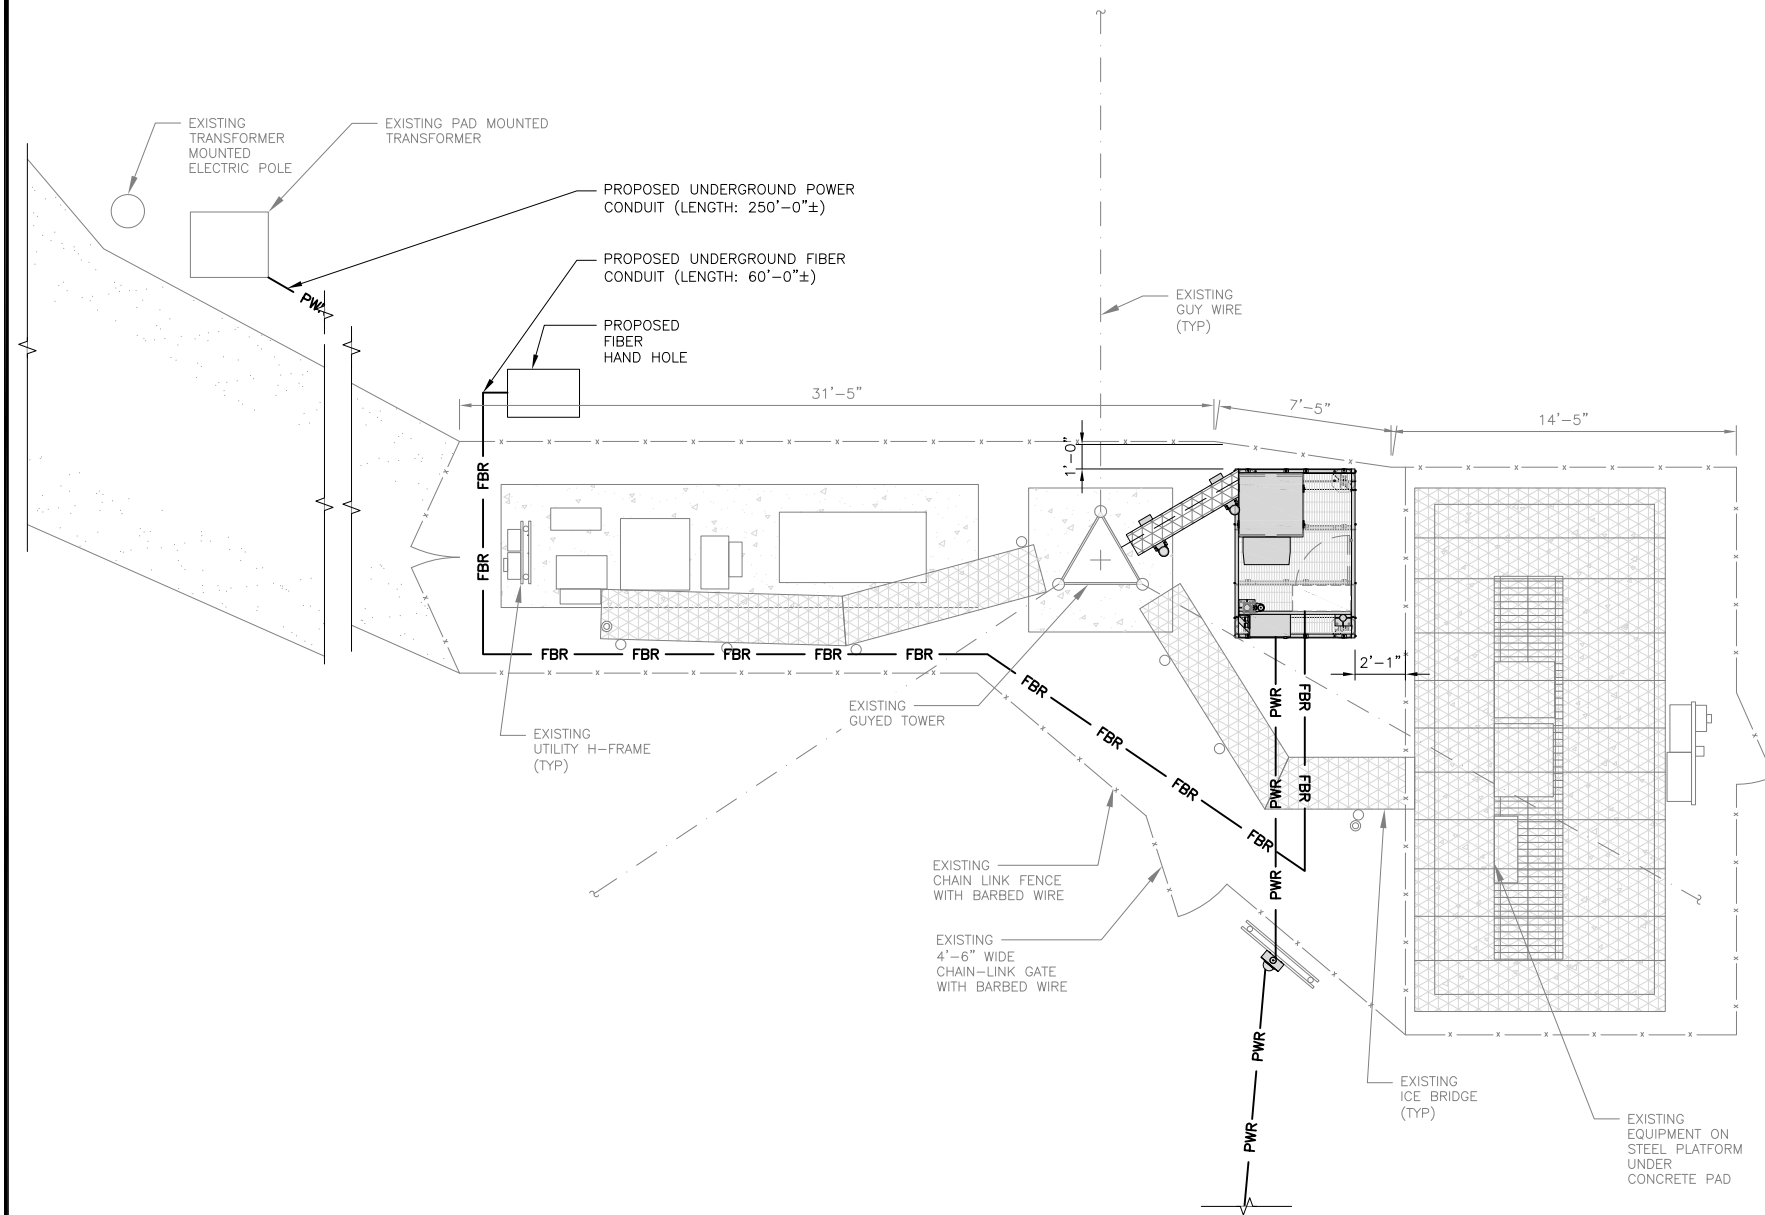 EXISTING
TRANSFORMER
MOUNTED
ELECTRIC POLE
EXISTING PAD MOUNTED
TRANSFORMER
PROPOSED UNDERGROUND POWER
CONDUIT (LENGTH: 250'-0"±)
PROPOSED UNDERGROUND FIBER
CONDUIT (LENGTH: 60'-0"±)
PROPOSED
FIBER
HAND HOLE
EXISTING
GUY WIRE
(TYP)
PW
31'-5"
7'-5"
14'-5"
1'-0"
FBR
FBR
FBR
FBR
FBR
FBR
FBR
FBR
FBR
FBR
FBR
PWR
FBR
PWR
FBR
PWR
2'-1"
EXISTING
GUYED TOWER
EXISTING
UTILITY H-FRAME
(TYP)
EXISTING
CHAIN LINK FENCE
WITH BARBED WIRE
EXISTING
4'-6" WIDE
CHAIN-LINK GATE
WITH BARBED WIRE
PWR
PWR
EXISTING
ICE BRIDGE
(TYP)
EXISTING
EQUIPMENT ON
STEEL PLATFORM
UNDER
CONCRETE PAD